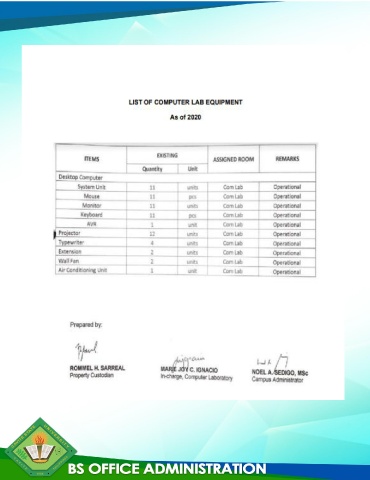 LIST OF COMPUTER LAB EQUIPMENT
As of 2020
ITEMS EXISTING ASSIGNED ROOM REMARKS
Quantity Unit
Desktop Computer
System Unit 11 units Com Lab Operational
Mouse 11 pcs Com Lab Operational
Monitor 11 units Com Lab Operational
Keyboard 11 pcs Com Lab Operational
AVR 1 unit Com Lab Operational
Projector 12 units Com Lab Operational
Typewriter 4 units Com Lab Operational
Extension 2 units Com Lab Operational
Wall Fan 2 units Com Lab Operational
Air Conditioning Unit 1 unit Com Lab Operational
Prepared by:
ROMMEL H. SARREAL MARIE JOY C. IGNACIO NOEL A. SEDIGO, MSc
Property Custodian In-charge, Computer Laboratory Campus Administrator
BS OFFICE ADMINISTRATION